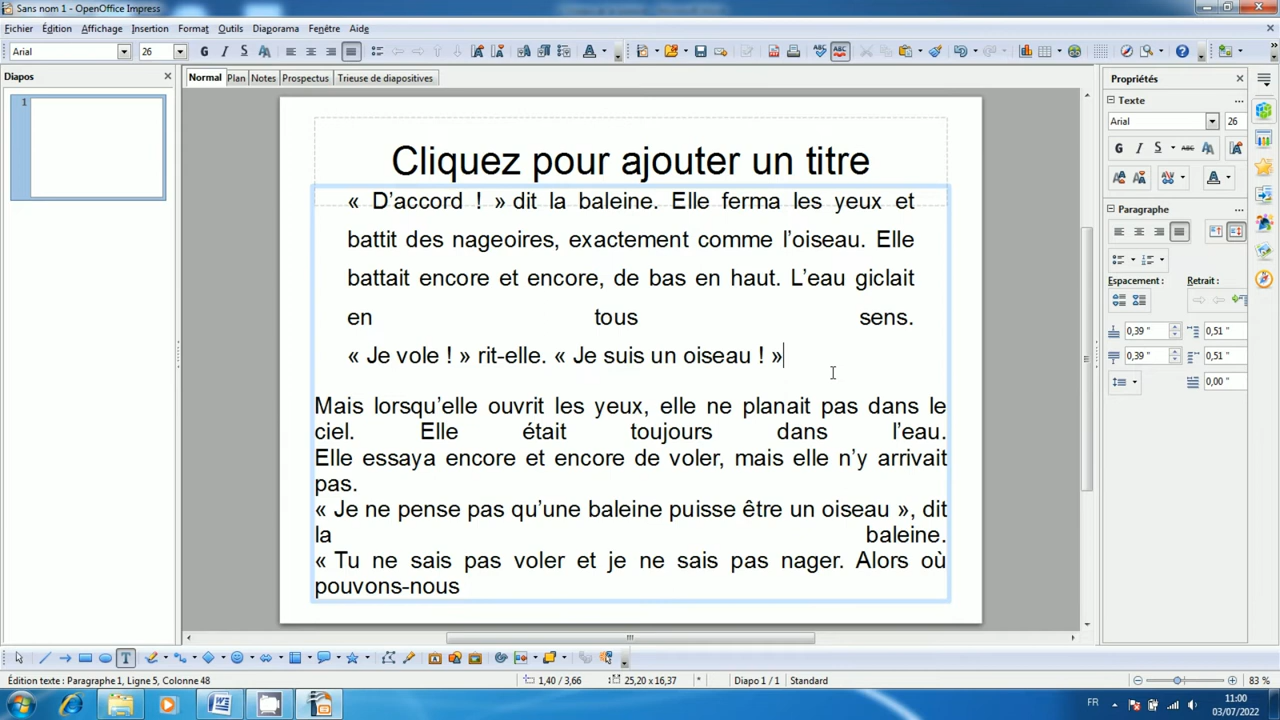 Sans nom 1 - OpenOffice Impress
Fichier Édition Affichage Insertion Format Outils Diaporama Fenêtre Aide
Arial 26
Diapos
Normal Plan Notes Prospectus Trieuse de diapositives
Propriétés
1
Texte
Arial 26
Cliquez pour ajouter un titre
« D’accord ! » dit la baleine. Elle ferma les yeux et
battit des nageoires, exactement comme l’oiseau. Elle
battait encore et encore, de bas en haut. L’eau giclait
en tous sens.
« Je vole ! » rit-elle. « Je suis un oiseau ! »
Mais lorsqu’elle ouvrit les yeux, elle ne planait pas dans le
ciel. Elle était toujours dans l’eau.
Elle essaya encore et encore de voler, mais elle n’y arrivait
pas.
« Je ne pense pas qu’une baleine puisse être un oiseau », dit
la baleine.
« Tu ne sais pas voler et je ne sais pas nager. Alors où
pouvons-nous
Paragraphe
Espacement : Retrait :
0,39 " 0,51 "
0,39 " 0,51 "
0,00 "
Édition texte : Paragraphe 1, Ligne 5, Colonne 48 1,40 / 3,66 25,20 x 16,37 * Diapo 1 / 1 Standard 83 %
FR 11:00
03/07/2022